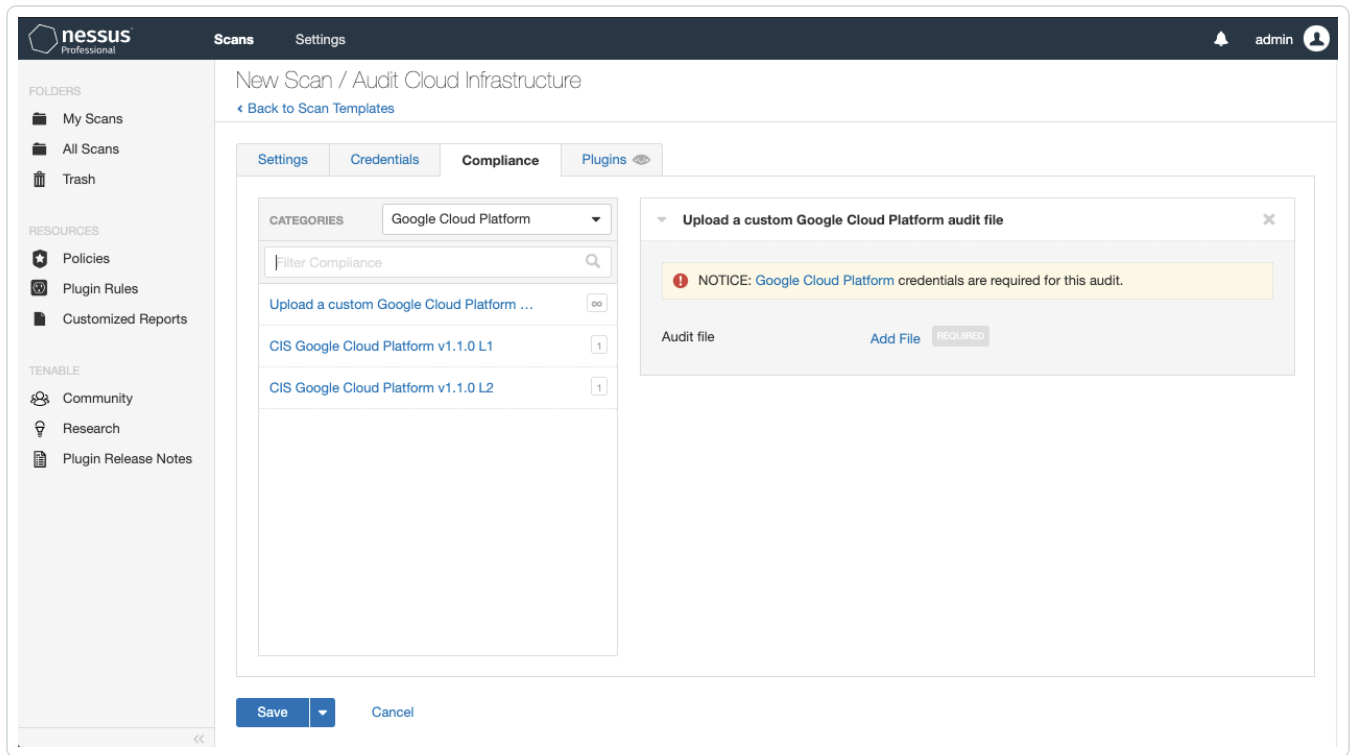 nessus
Professional
Scans
Settings
admin
FOLDERS
My Scans
All Scans
Trash
RESOURCES
Policies
Plugin Rules
Customized Reports
TENABLE
Community
Research
Plugin Release Notes
New Scan / Audit Cloud Infrastructure
‹ Back to Scan Templates
Settings
Credentials
Compliance
Plugins
CATEGORIES
Google Cloud Platform
Filter Compliance
Upload a custom Google Cloud Platform ...
∞
CIS Google Cloud Platform v1.1.0 L1
1
CIS Google Cloud Platform v1.1.0 L2
1
Upload a custom Google Cloud Platform audit file
NOTICE: Google Cloud Platform credentials are required for this audit.
Audit file
Add File
REQUIRED
Save
Cancel